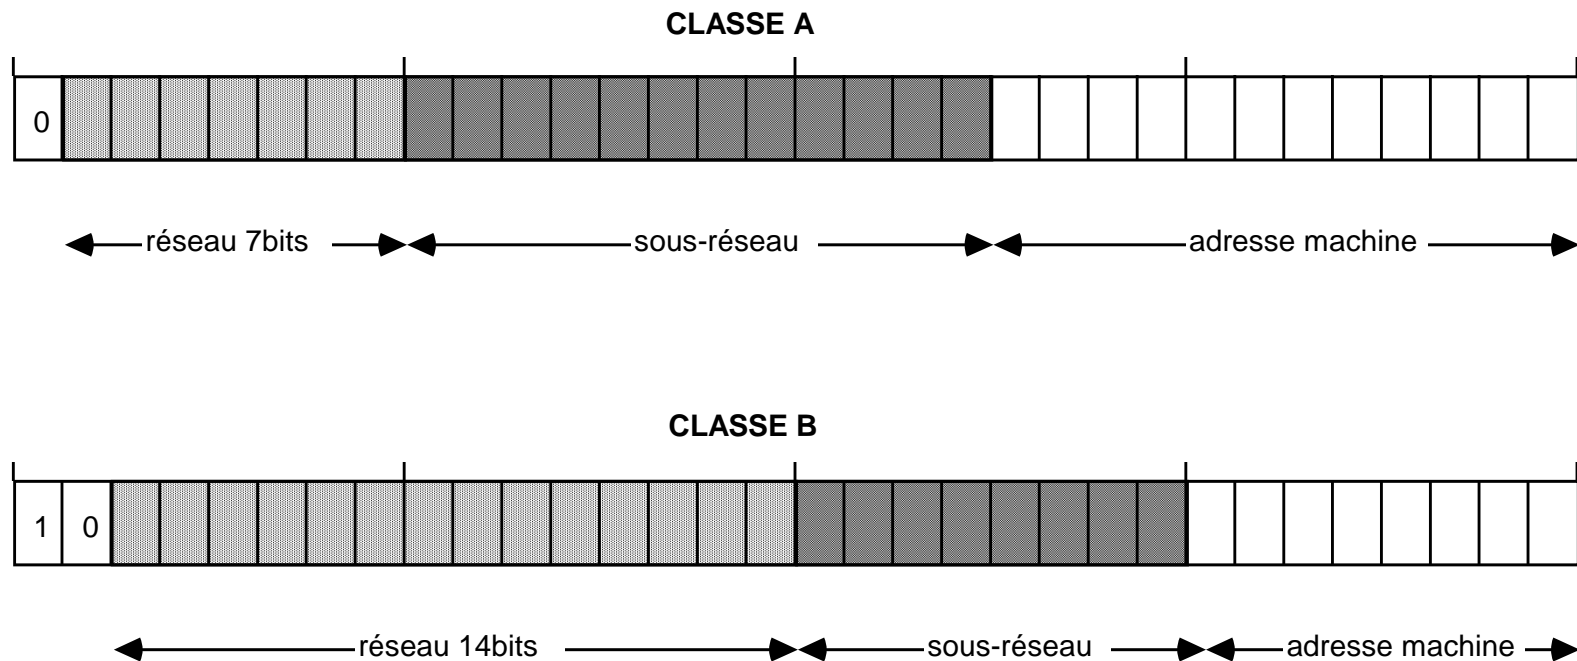 CLASSE A
0
réseau 7bits sous-réseau adresse machine
CLASSE B
1 0
réseau 14bits sous-réseau adresse machine